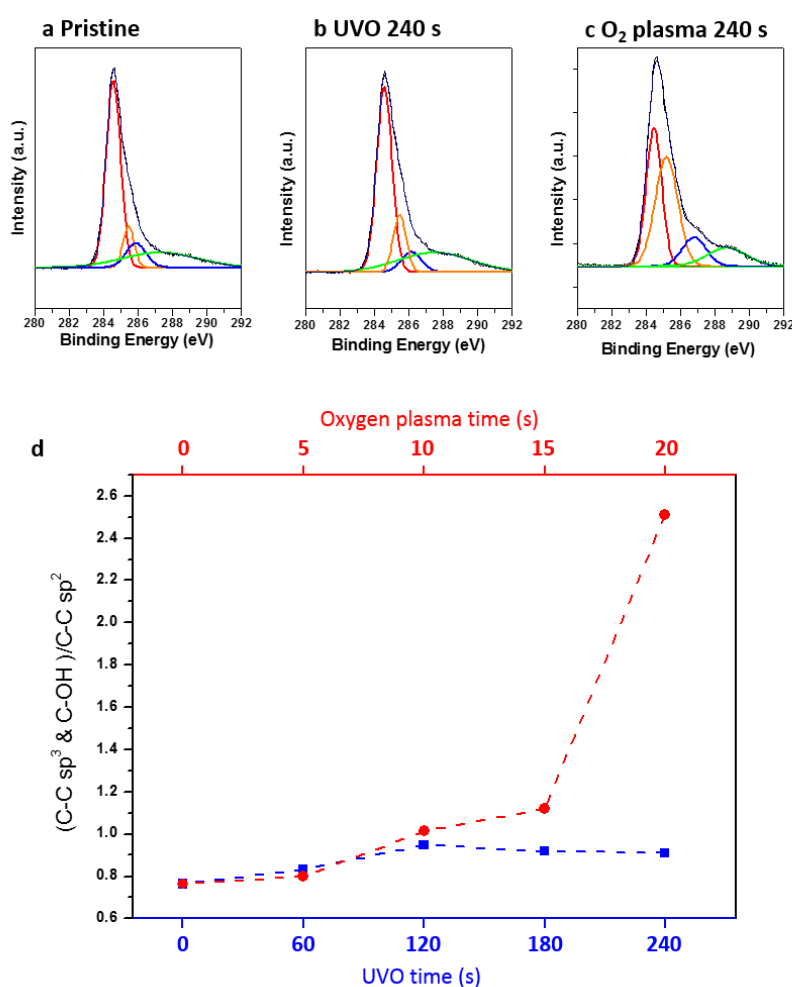 a Pristine
b UVO 240 s
c O₂ plasma 240 s
Intensity (a.u.)
Intensity (a.u.)
Intensity (a.u.)
280 282 284 286 288 290 292
280 282 284 286 288 290 292
280 282 284 286 288 290 292
Binding Energy (eV)
Binding Energy (eV)
Binding Energy (eV)
Oxygen plasma time (s)
d
0 5 10 15 20
2.6
2.4
2.2
2.0
1.8
1.6
1.4
1.2
1.0
0.8
0.6
(C-C sp³ & C-OH )/C-C sp²
0 60 120 180 240
UVO time (s)